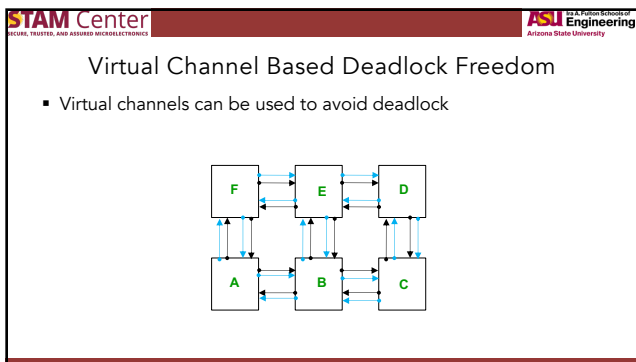 STAM Center
SECURE, TRUSTED, AND ASSURED MICROELECTRONICS
ASU Ira A. Fulton Schools of
Engineering
Arizona State University
Virtual Channel Based Deadlock Freedom
▪ Virtual channels can be used to avoid deadlock
F E D
A B C